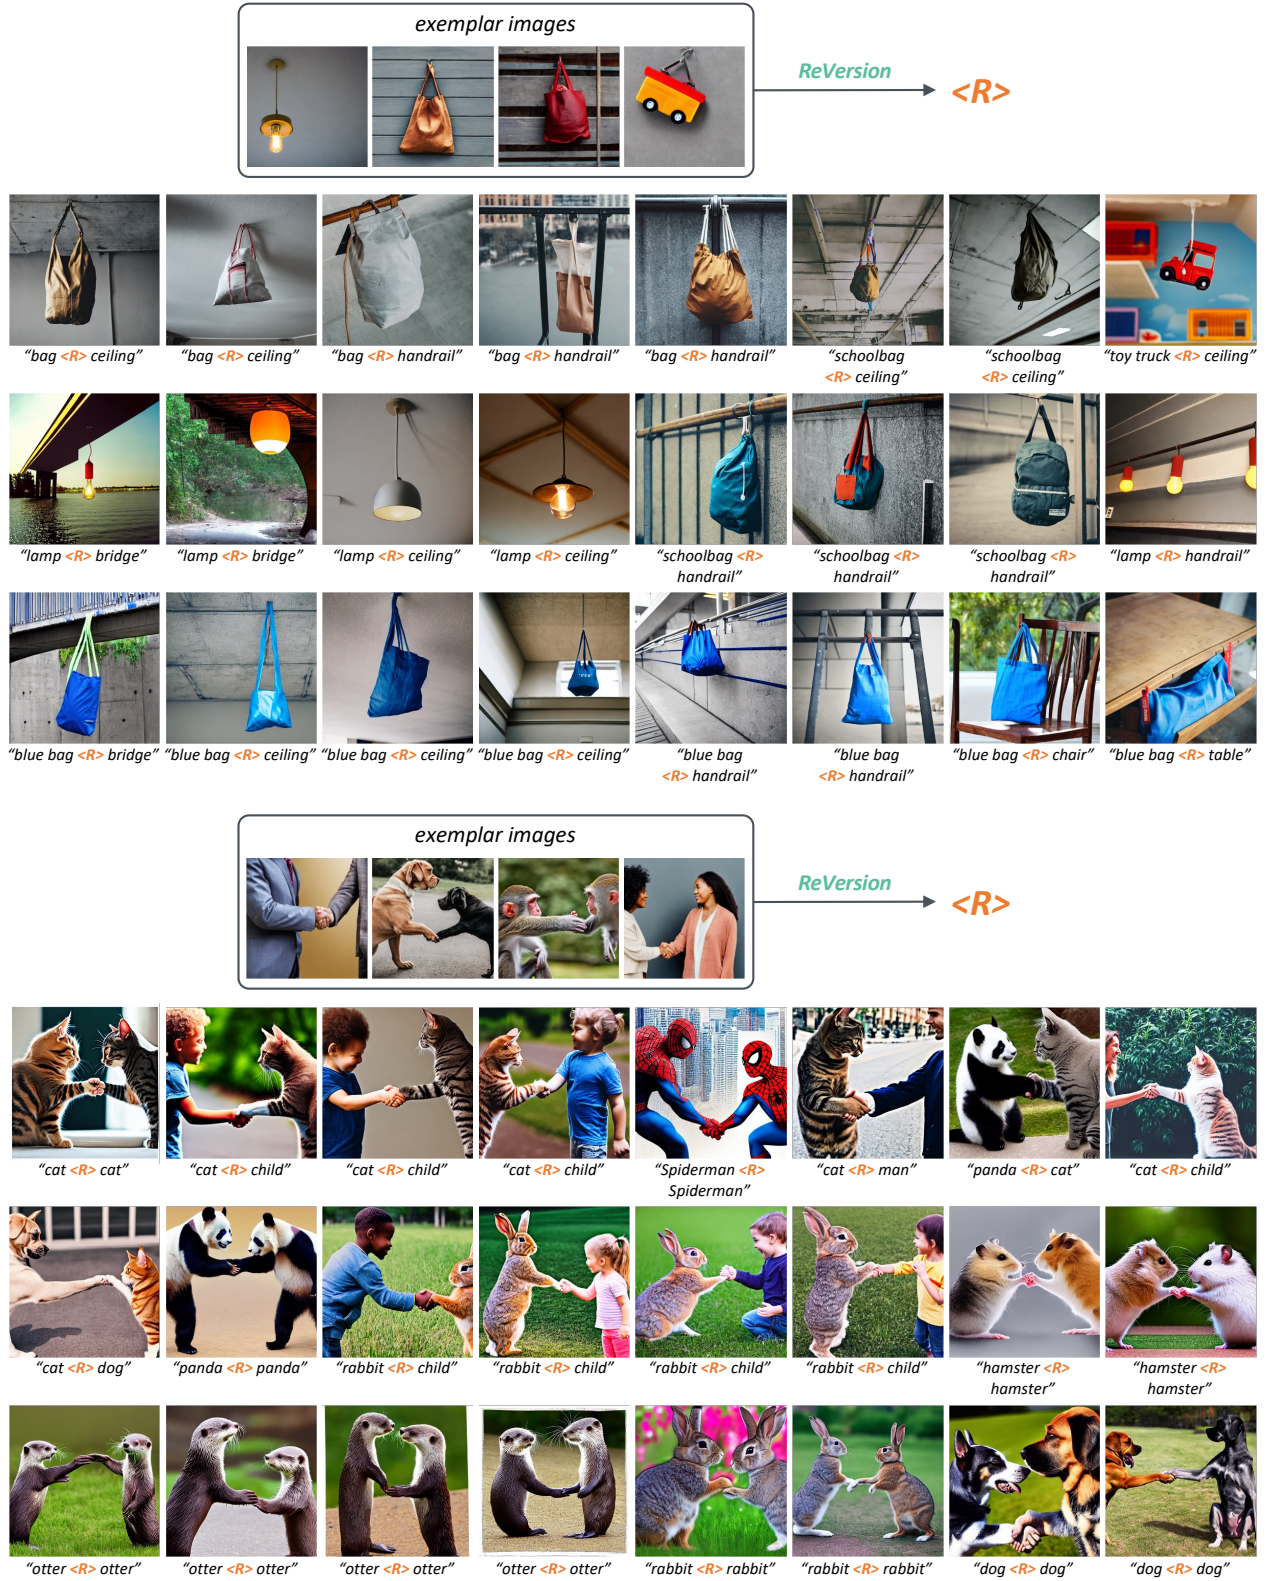 exemplar images
ReVersion
<R>
“bag <R> ceiling”
“bag <R> ceiling”
“bag <R> handrail”
“bag <R> handrail”
“bag <R> handrail”
“schoolbag
<R> ceiling”
“schoolbag
<R> ceiling”
“toy truck <R> ceiling”
“lamp <R> bridge”
“lamp <R> bridge”
“lamp <R> ceiling”
“lamp <R> ceiling”
“schoolbag <R>
handrail”
“schoolbag <R>
handrail”
“schoolbag <R>
handrail”
“lamp <R> handrail”
“blue bag <R> bridge”
“blue bag <R> ceiling”
“blue bag <R> ceiling”
“blue bag <R> ceiling”
“blue bag
<R> handrail”
“blue bag
<R> handrail”
“blue bag <R> chair”
“blue bag <R> table”
exemplar images
ReVersion
<R>
“cat <R> cat”
“cat <R> child”
“cat <R> child”
“cat <R> child”
“Spiderman <R>
Spiderman”
“cat <R> man”
“panda <R> cat”
“cat <R> child”
“cat <R> dog”
“panda <R> panda”
“rabbit <R> child”
“rabbit <R> child”
“rabbit <R> child”
“rabbit <R> child”
“hamster <R>
hamster”
“hamster <R>
hamster”
“otter <R> otter”
“otter <R> otter”
“otter <R> otter”
“otter <R> otter”
“rabbit <R> rabbit”
“rabbit <R> rabbit”
“dog <R> dog”
“dog <R> dog”